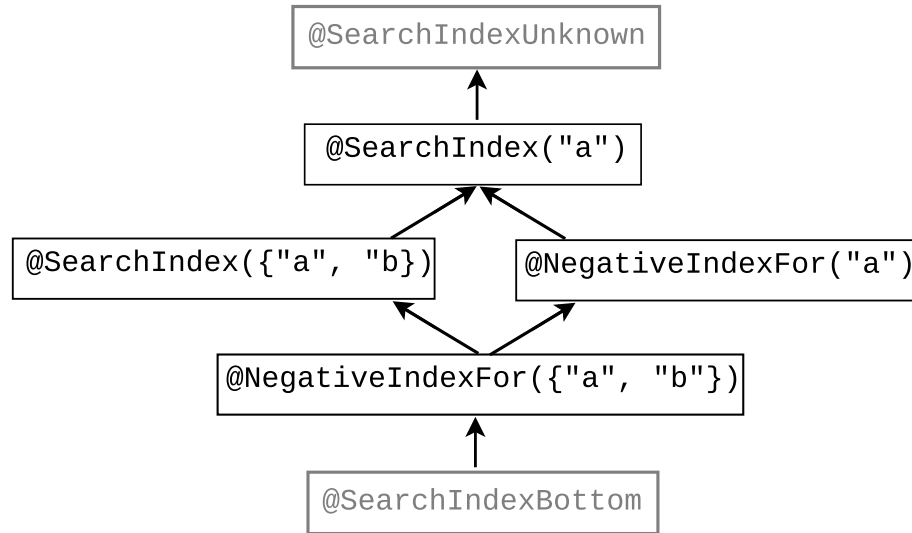 @SearchIndexUnknown
@SearchIndex("a")
@SearchIndex({"a", "b})
@NegativeIndexFor("a")
@NegativeIndexFor({"a", "b"})
@SearchIndexBottom